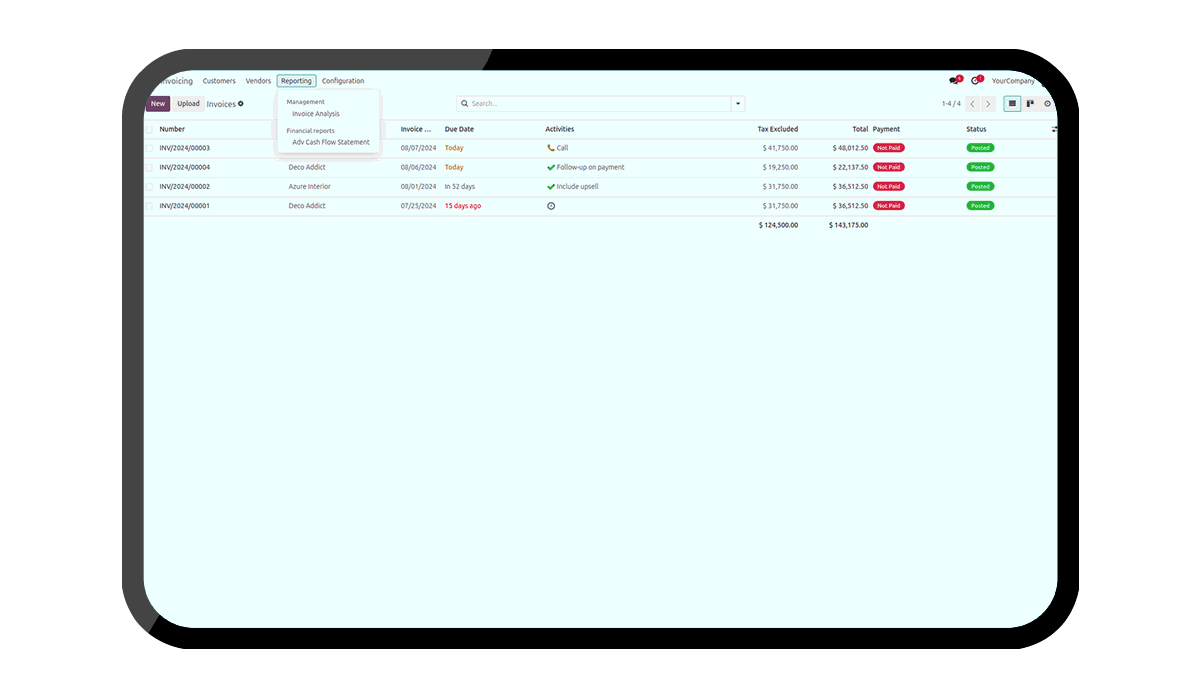 Invoicing Customers Vendors Reporting Configuration 6 1 YourCompany
New Upload Invoices Search... 1-4 / 4
Management
Invoice Analysis
Financial reports
Adv Cash Flow Statement
Number Invoice ... Due Date Activities Tax Excluded Total Payment Status
INV/2024/00003 08/07/2024 Today Call $ 41,750.00 $ 48,012.50 Not Paid Posted
INV/2024/00004 Deco Addict 08/06/2024 Today Follow-up on payment $ 19,250.00 $ 22,137.50 Not Paid Posted
INV/2024/00002 Azure Interior 08/01/2024 In 52 days Include upsell $ 31,750.00 $ 36,512.50 Not Paid Posted
INV/2024/00001 Deco Addict 07/25/2024 15 days ago $ 31,750.00 $ 36,512.50 Not Paid Posted
$ 124,500.00 $ 143,175.00